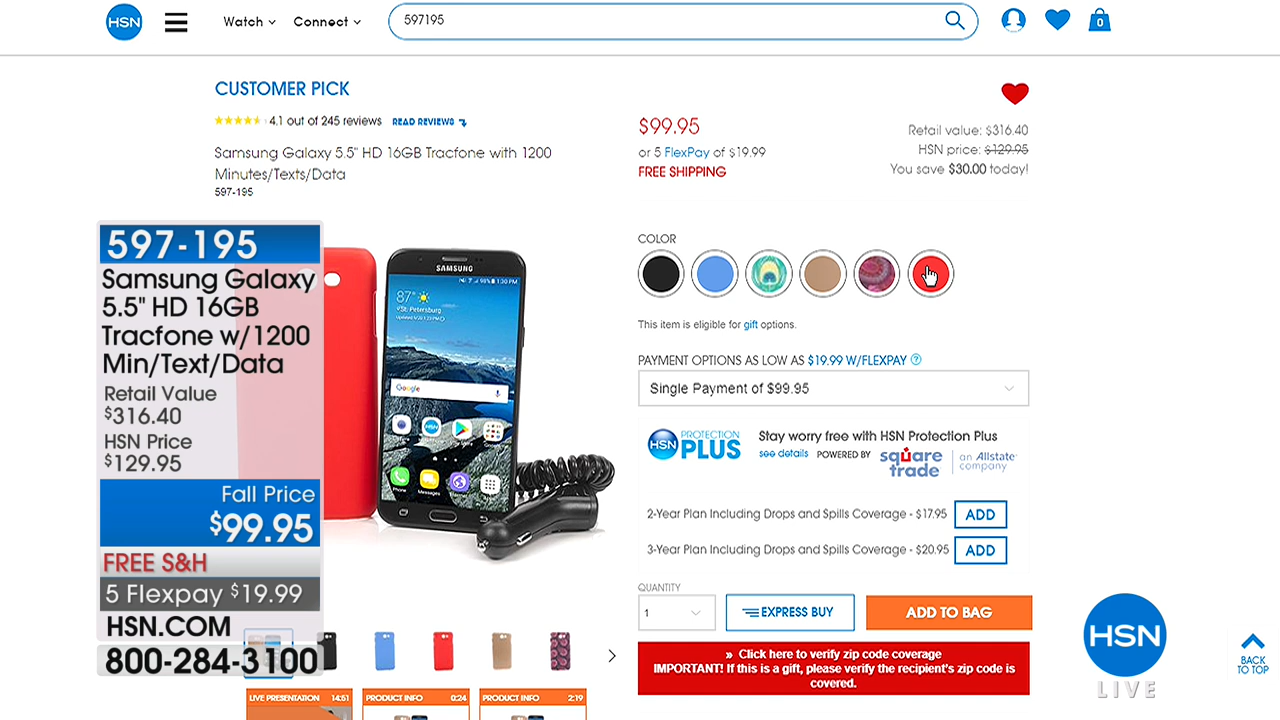 HSN
Watch
Connect
597195
0
CUSTOMER PICK
4.1 out of 245 reviews READ REVIEWS
Samsung Galaxy 5.5" HD 16GB Tracfone with 1200
Minutes/Texts/Data
597-195
$99.95
or 5 FlexPay of $19.99
FREE SHIPPING
Retail value: $316.40
HSN price: $129.95
You save $30.00 today!
597-195
Samsung Galaxy
5.5" HD 16GB
Tracfone w/1200
Min/Text/Data
Retail Value
$316.40
HSN Price
$129.95
Fall Price
$99.95
FREE S&H
5 Flexpay $19.99
HSN.COM
800-284-3100
SAMSUNG
98% 1:30 PM
87°
St. Petersburg
Google
HSN
Phone
Messages
COLOR
This item is eligible for gift options.
PAYMENT OPTIONS AS LOW AS $19.99 W/FLEXPAY ?
Single Payment of $99.95
HSN PROTECTION PLUS
Stay worry free with HSN Protection Plus
see details POWERED BY square trade an Allstate company
2-Year Plan Including Drops and Spills Coverage - $17.95 ADD
3-Year Plan Including Drops and Spills Coverage - $20.95 ADD
QUANTITY
1
EXPRESS BUY
ADD TO BAG
» Click here to verify zip code coverage
IMPORTANT! If this is a gift, please verify the recipient's zip code is
covered.
LIVE PRESENTATION 14:51
PRODUCT INFO 0:24
PRODUCT INFO 2:19
HSN
LIVE
BACK
TO TOP